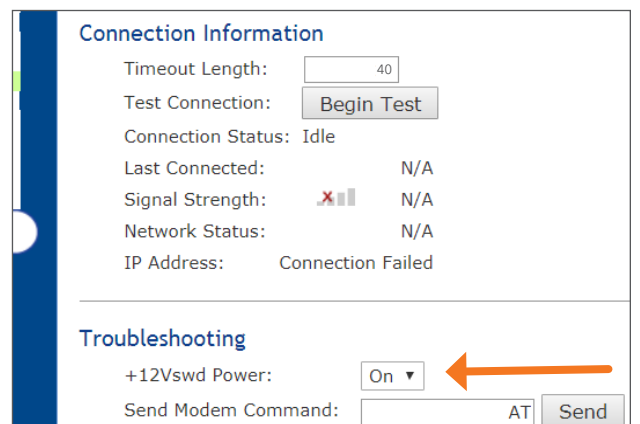 Connection Information
Timeout Length: 40
Test Connection: Begin Test
Connection Status: Idle
Last Connected: N/A
Signal Strength: N/A
Network Status: N/A
IP Address: Connection Failed
Troubleshooting
+12Vswd Power: On
Send Modem Command: AT Send